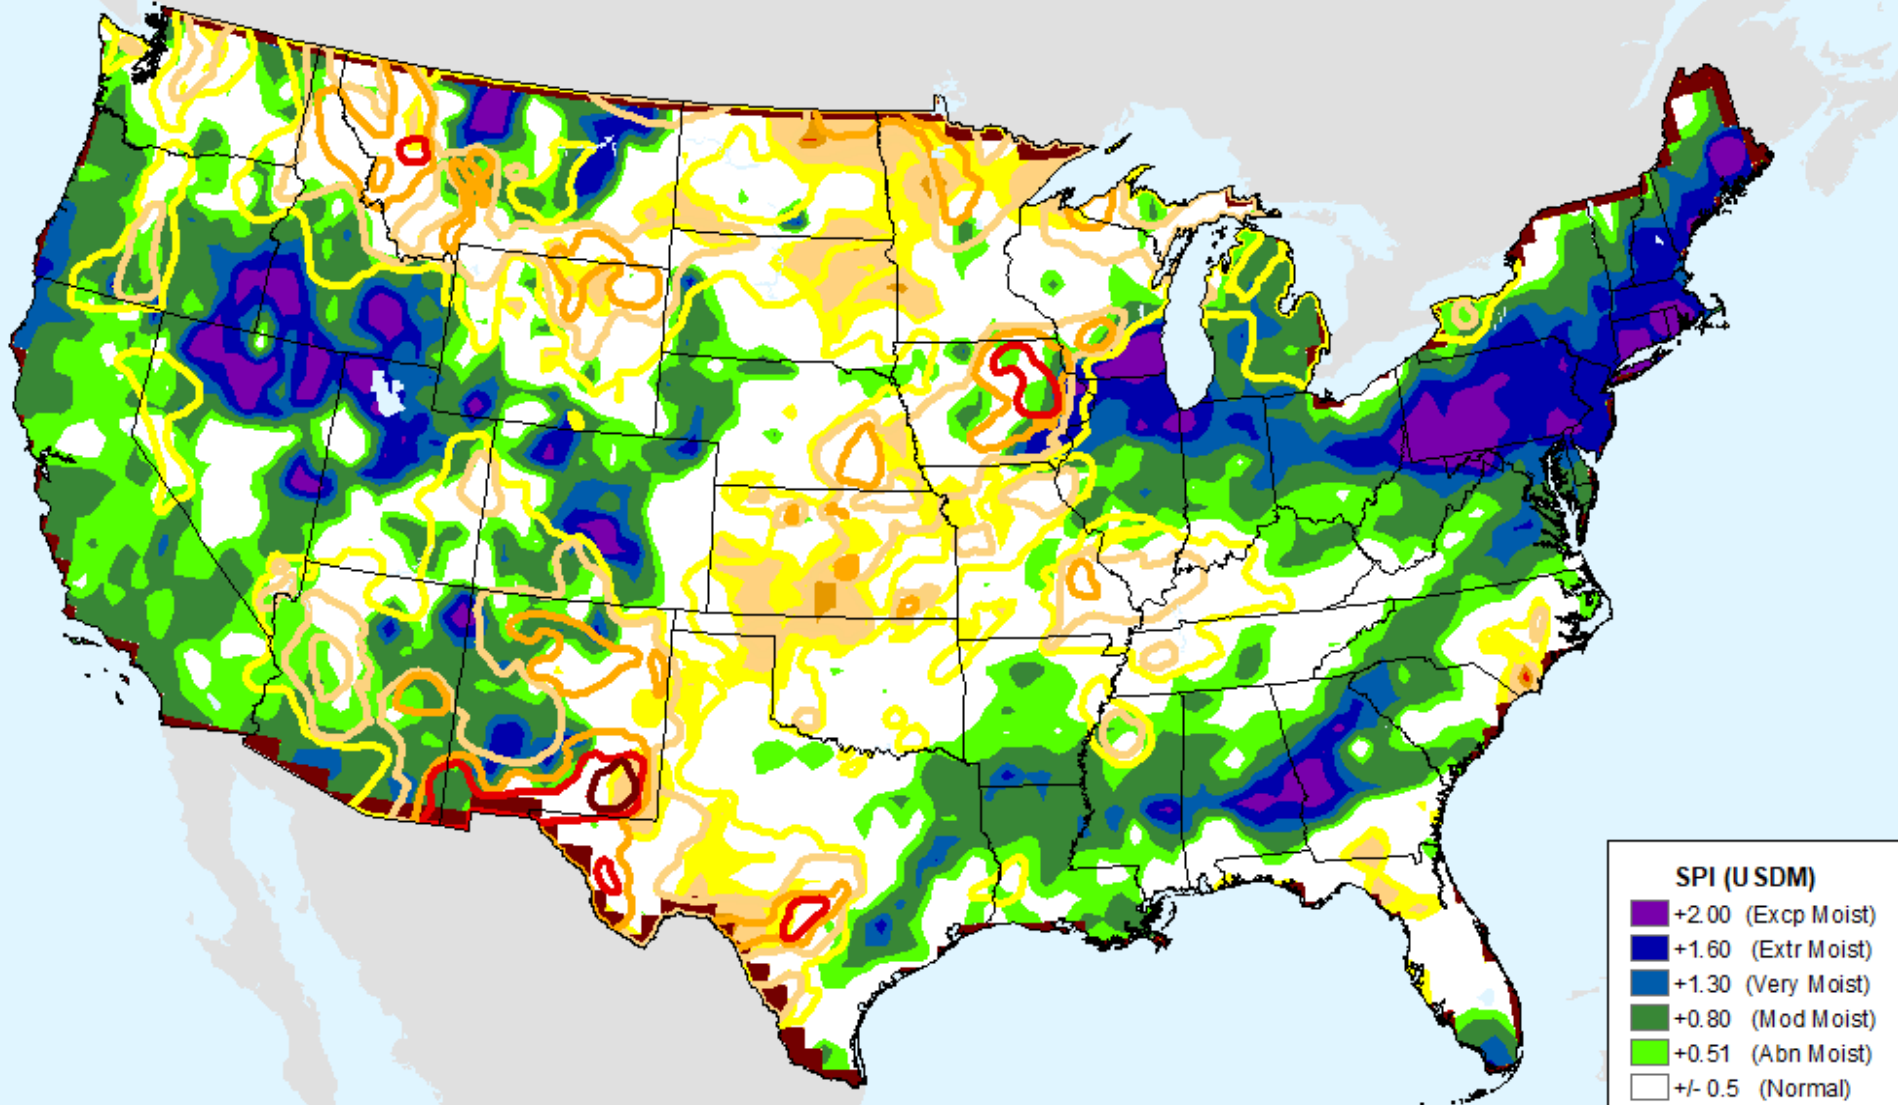 SPI (USDM)
+2.00 (Excp Moist)
+1.60 (Extr Moist)
+1.30 (Very Moist)
+0.80 (Mod Moist)
+0.51 (Abn Moist)
+/- 0.5 (Normal)